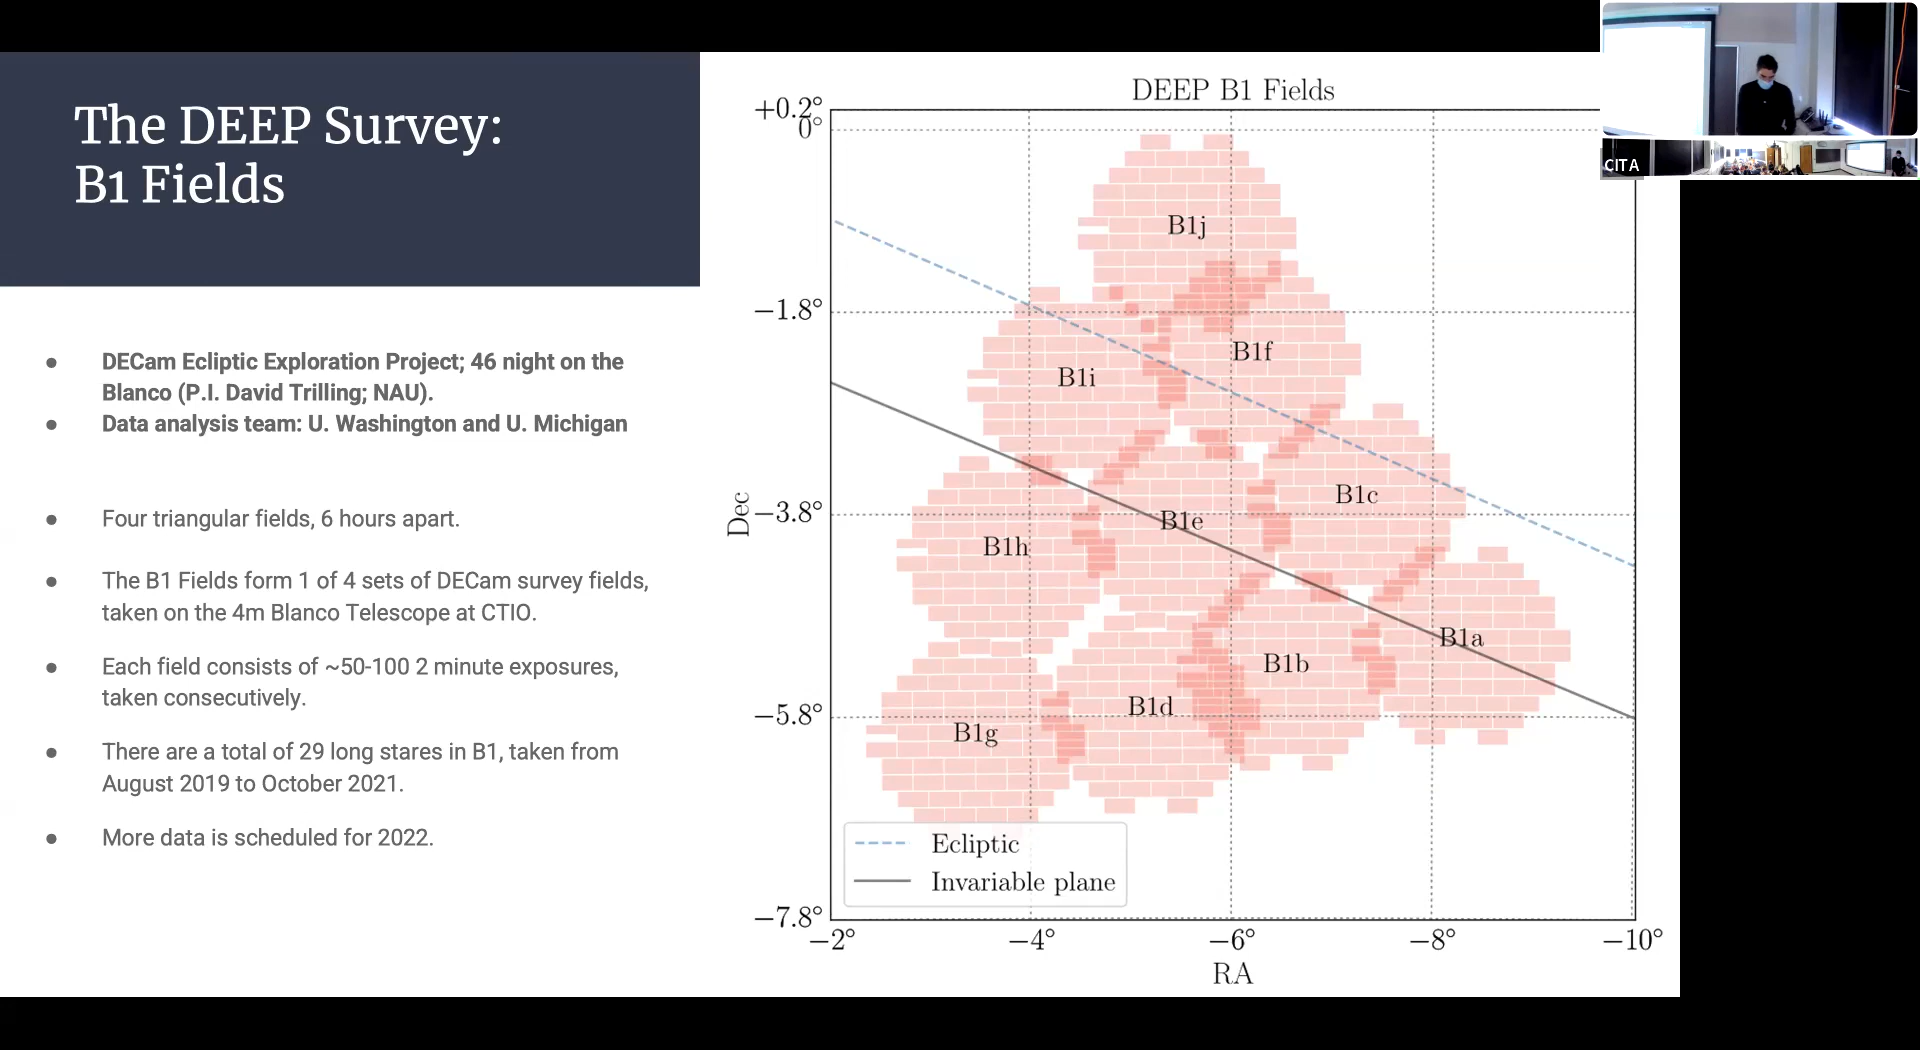 The DEEP Survey:
B1 Fields
● DECam Ecliptic Exploration Project; 46 night on the
Blanco (P.I. David Trilling; NAU).
● Data analysis team: U. Washington and U. Michigan
● Four triangular fields, 6 hours apart.
● The B1 Fields form 1 of 4 sets of DECam survey fields,
taken on the 4m Blanco Telescope at CTIO.
● Each field consists of ~50-100 2 minute exposures,
taken consecutively.
● There are a total of 29 long stares in B1, taken from
August 2019 to October 2021.
● More data is scheduled for 2022.
DEEP B1 Fields
+0.2°
0°
−1.8°
−3.8°
−5.8°
−7.8°
Dec
B1j
B1f
B1i
B1c
B1e
B1h
B1a
B1b
B1d
B1g
Ecliptic
Invariable plane
−2° −4° −6° −8° −10°
RA
CITA